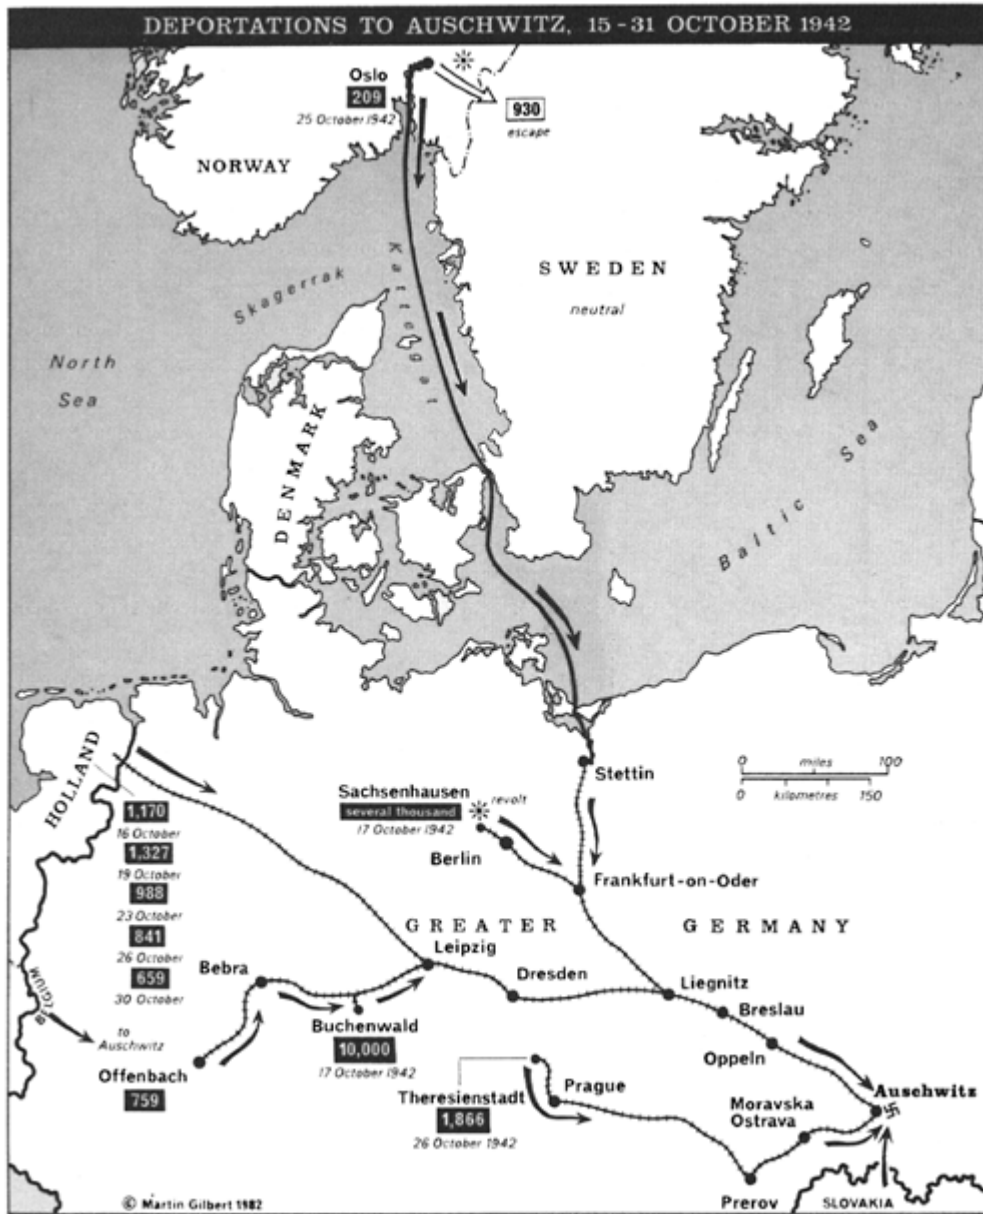 DEPORTATIONS TO AUSCHWITZ, 15-31 OCTOBER 1942
Oslo
209
25 October 1942
930
escape
NORWAY
SWEDEN
neutral
Skagerrak
Kattegat
North
Sea
DENMARK
Baltic Sea
HOLLAND
1,170
16 October
1,327
19 October
988
23 October
841
26 October
659
30 October
Stettin
0 miles 100
0 kilometres 150
Sachsenhausen
several thousand
17 October 1942
revolt
Berlin
Frankfurt-on-Oder
GREATER GERMANY
Leipzig
Bebra
Dresden
Liegnitz
Breslau
Buchenwald
10,000
17 October 1942
Oppeln
BELGIUM
to
Auschwitz
Offenbach
759
Theresienstadt
1,866
26 October 1942
Prague
Moravska
Ostrava
Auschwitz
Prerov
SLOVAKIA
© Martin Gilbert 1982